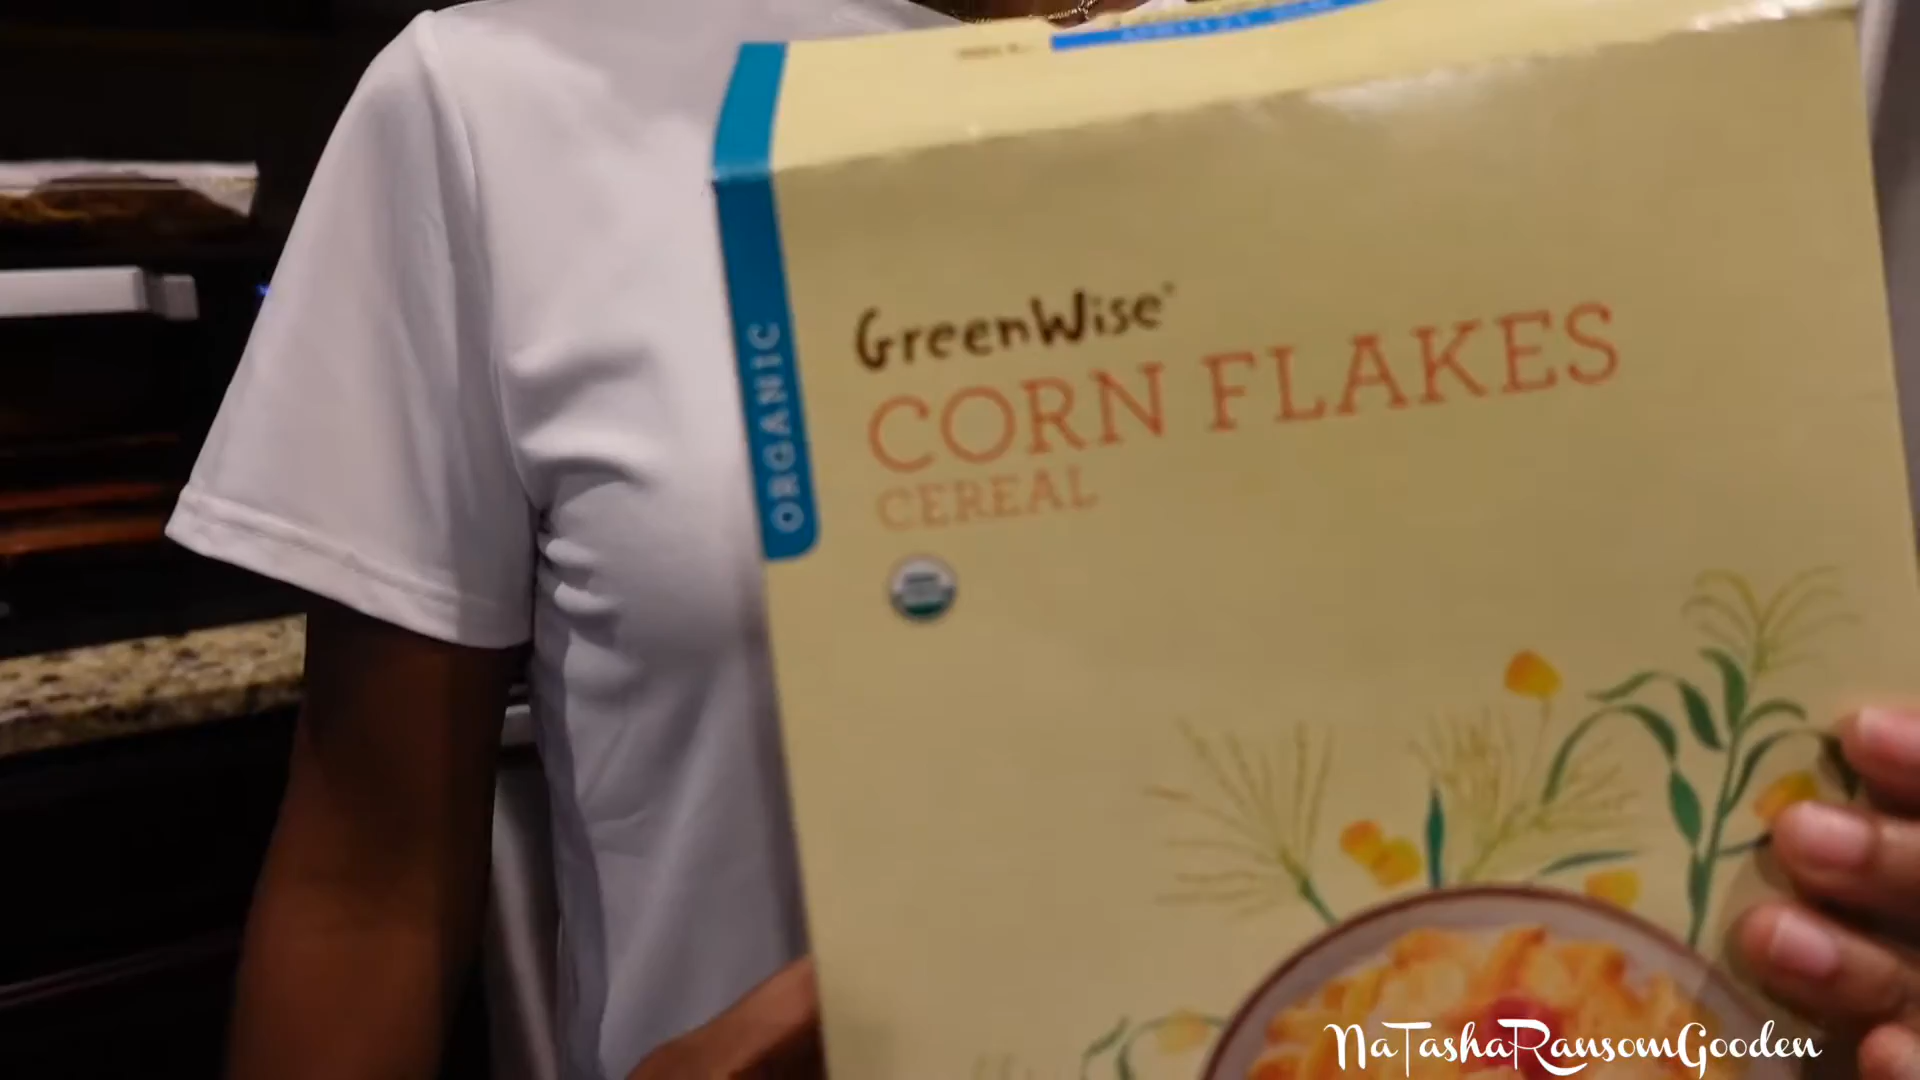 ORGANIC
GreenWise
CORN FLAKES
CEREAL
NaTashaRansomGooden